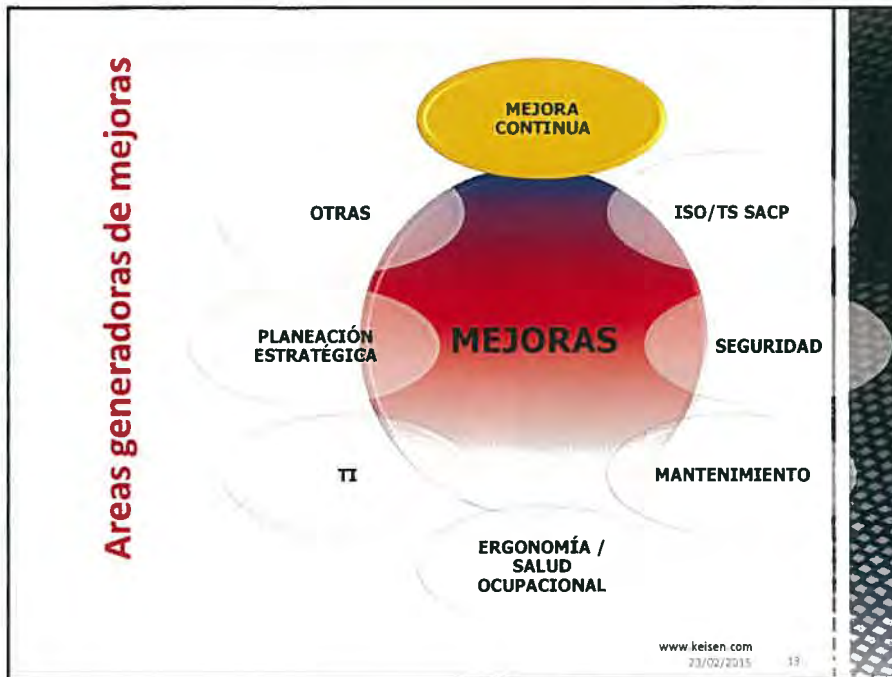 Areas generadoras de mejoras
MEJORA
CONTINUA
OTRAS
ISO/TS SACP
PLANEACIÓN
ESTRATÉGICA
MEJORAS
SEGURIDAD
TI
MANTENIMIENTO
ERGONOMÍA /
SALUD
OCUPACIONAL
www.keisen.com
23/02/2015
13